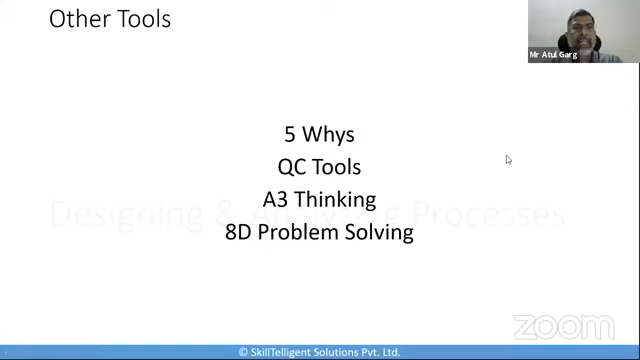 Other Tools
Mr Atul Garg
5 Whys
QC Tools
A3 Thinking
Designing & Analyzing Processes
8D Problem Solving
zoom
© SkillTelligent Solutions Pvt. Ltd.